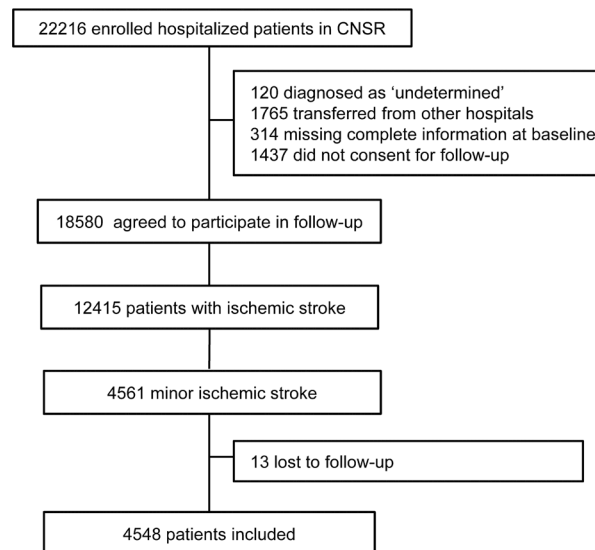 22216 enrolled hospitalized patients in CNSR
120 diagnosed as ‘undetermined’
1765 transferred from other hospitals
314 missing complete information at baseline
1437 did not consent for follow-up
18580 agreed to participate in follow-up
12415 patients with ischemic stroke
4561 minor ischemic stroke
13 lost to follow-up
4548 patients included